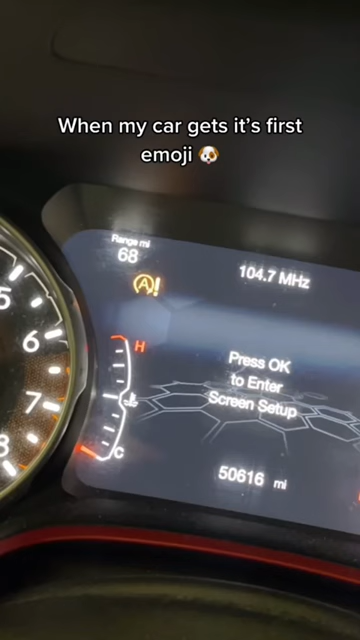 When my car gets it's first
emoji 🐶
Range mi
68
104.7 MHz
A!
5
6
7
8
H
C
Press OK
to Enter
Screen Setup
50616 mi